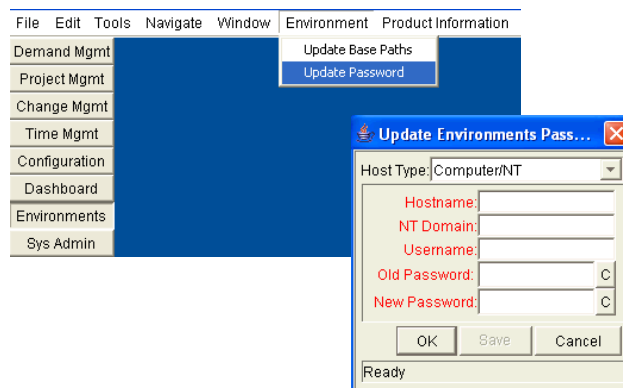 File Edit Tools Navigate Window Environment Product Information
Demand Mgmt
Project Mgmt
Change Mgmt
Time Mgmt
Configuration
Dashboard
Environments
Sys Admin
Update Base Paths
Update Password
Update Environments Pass...
Host Type: Computer/NT
Hostname:
NT Domain:
Username:
Old Password: C
New Password: C
OK Save Cancel
Ready